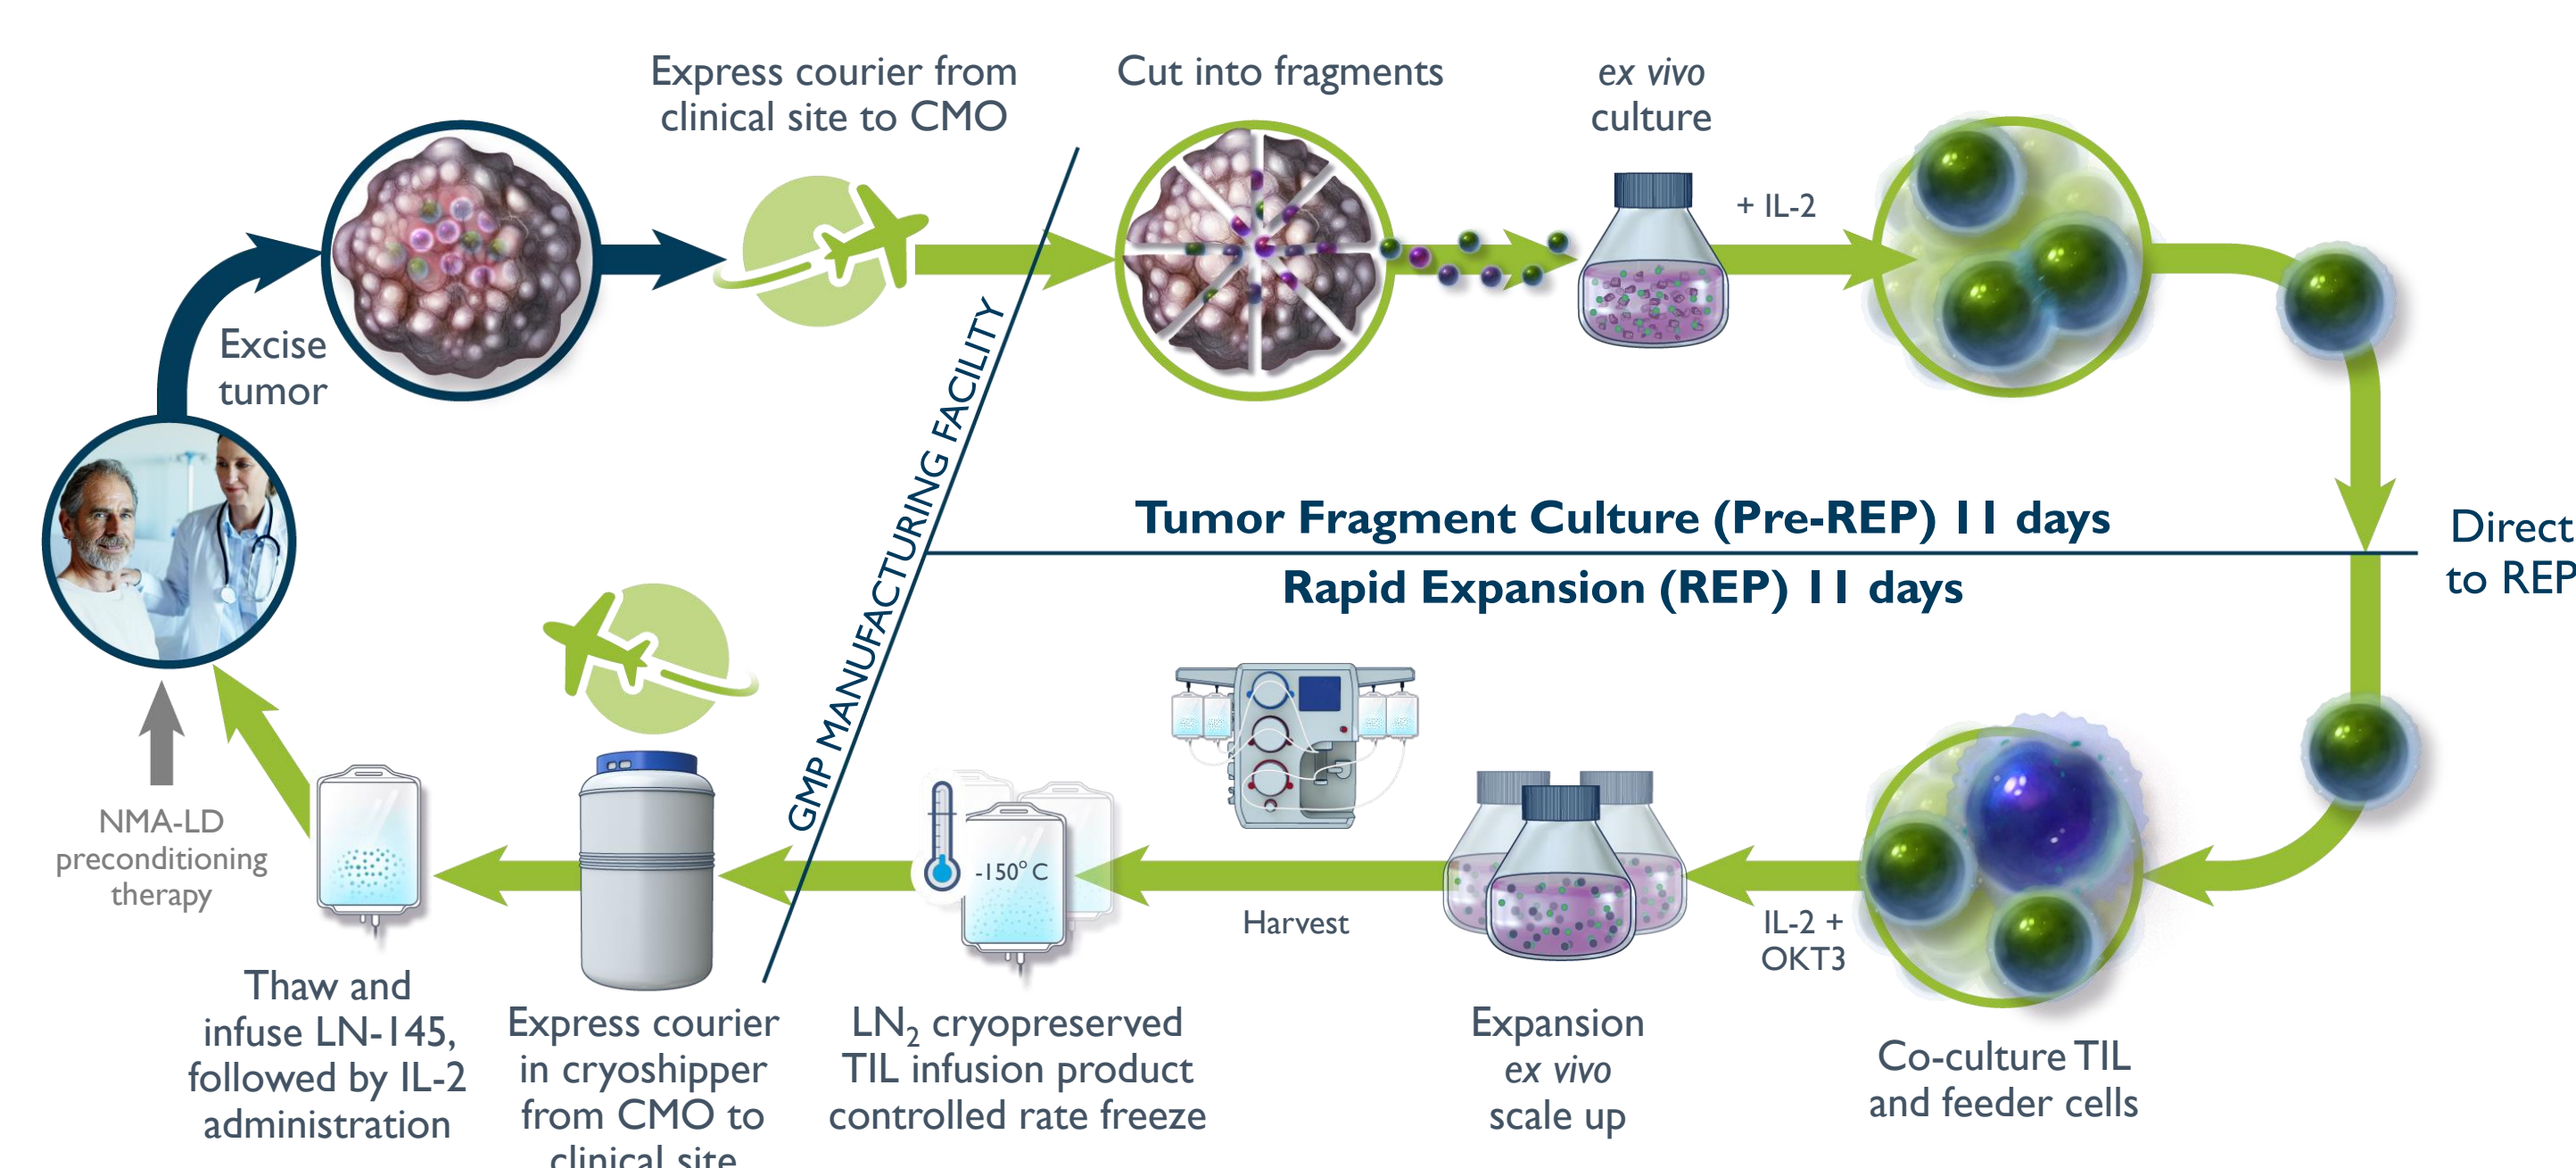 Express courier from
clinical site to CMO
Cut into fragments
ex vivo
culture
+ IL-2
Excise
tumor
GMP MANUFACTURING FACILITY
Tumor Fragment Culture (Pre-REP) 11 days
Rapid Expansion (REP) 11 days
Direct
to REP
NMA-LD
preconditioning
therapy
-150° C
Harvest
IL-2 +
OKT3
Thaw and
infuse LN-145,
followed by IL-2
administration
Express courier
in cryoshipper
from CMO to
clinical site
LN2 cryopreserved
TIL infusion product
controlled rate freeze
Expansion
ex vivo
scale up
Co-culture TIL
and feeder cells